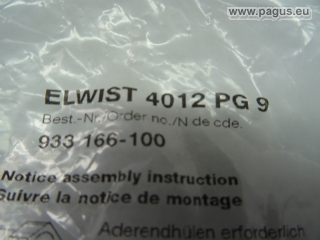 www.pagus.eu
ELWIST 4012 PG 9
Best.-Nr./Order no./N.de cde.
933 166-100
Notice assembly instruction
Suivre la notice de montage
Aderendhülsen erforderlich